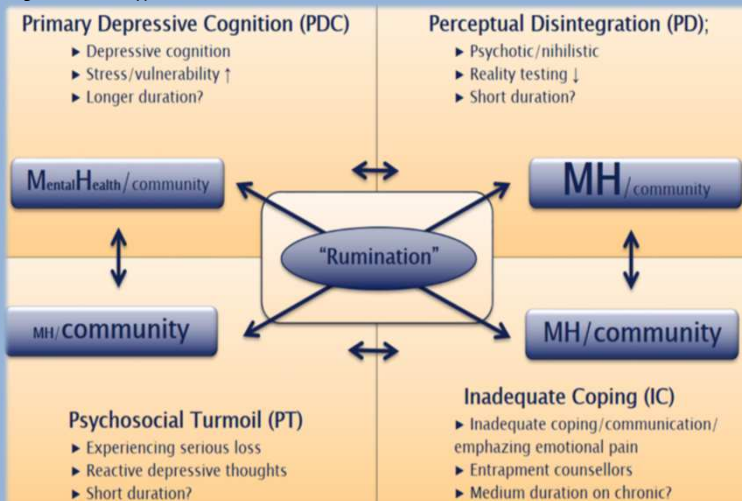 Primary Depressive Cognition (PDC)
► Depressive cognition
► Stress/vulnerability ↑
► Longer duration?
MentalHealth/community
Perceptual Disintegration (PD);
► Psychotic/nihilistic
► Reality testing ↓
► Short duration?
MH/community
"Rumination"
MH/community
Psychosocial Turmoil (PT)
► Experiencing serious loss
► Reactive depressive thoughts
► Short duration?
MH/community
Inadequate Coping (IC)
► Inadequate coping/communication/
emphazing emotional pain
► Entrapment counsellors
► Medium duration on chronic?